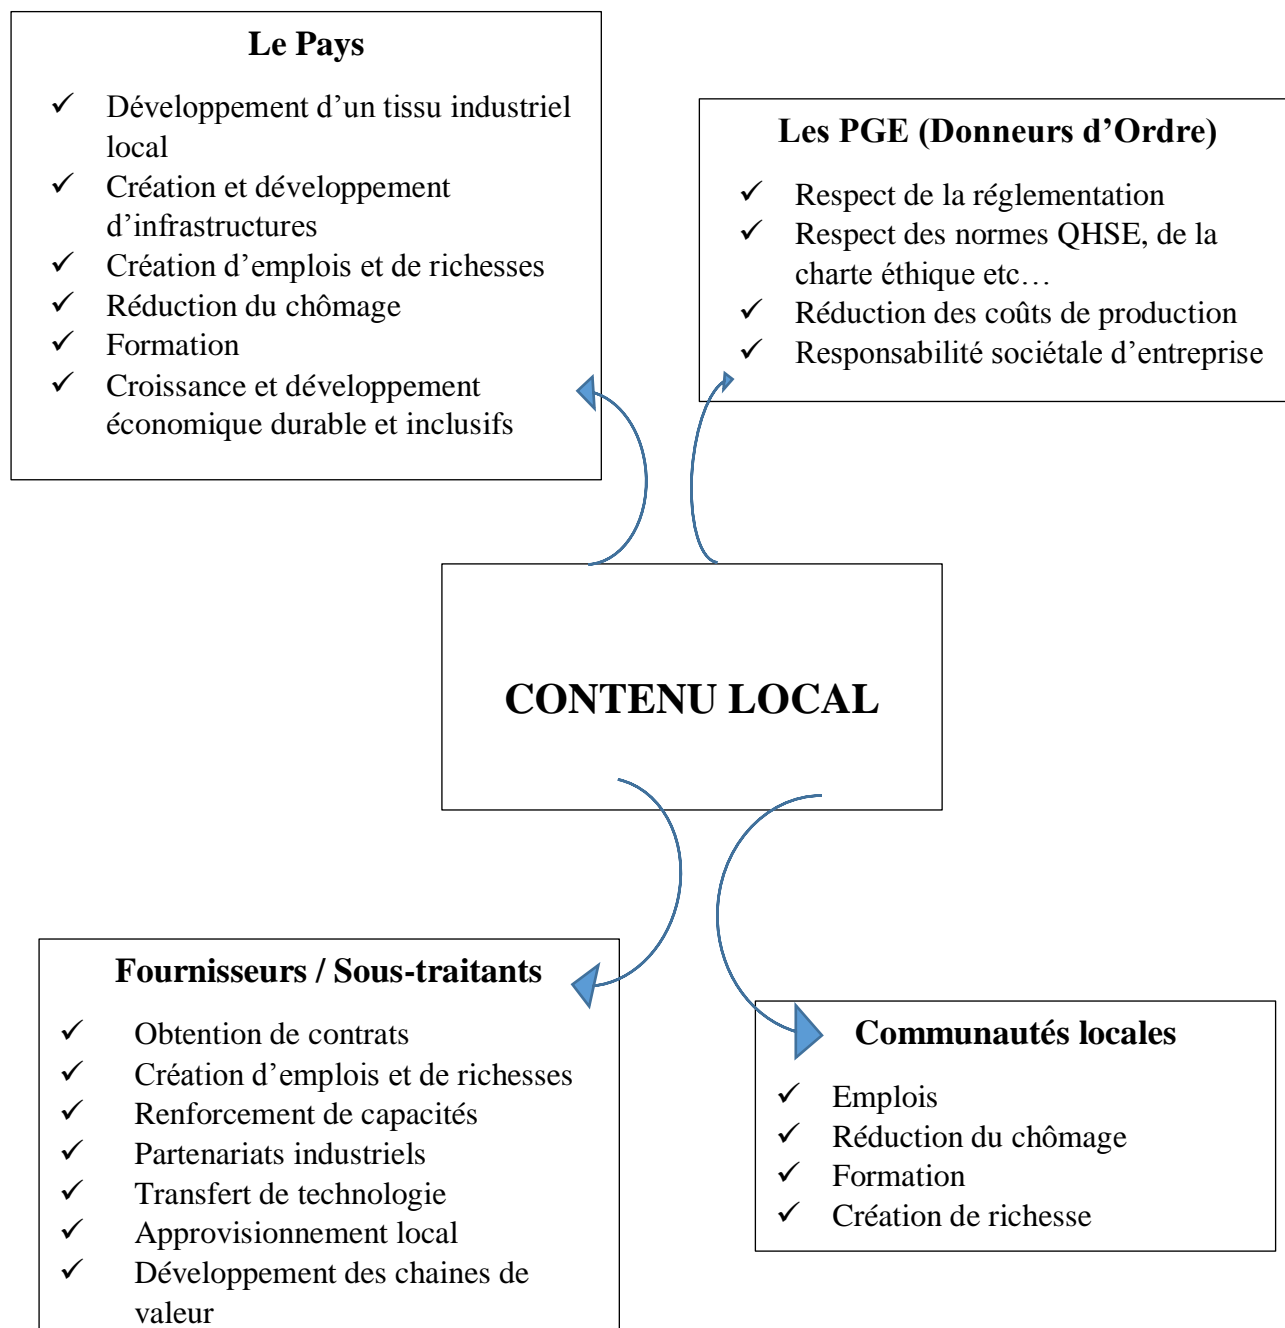 Le Pays
✓ Développement d’un tissu industriel
local
✓ Création et développement
d’infrastructures
✓ Création d’emplois et de richesses
✓ Réduction du chômage
✓ Formation
✓ Croissance et développement
économique durable et inclusifs
Les PGE (Donneurs d’Ordre)
✓ Respect de la réglementation
✓ Respect des normes QHSE, de la
charte éthique etc…
✓ Réduction des coûts de production
✓ Responsabilité sociétale d’entreprise
CONTENU LOCAL
Fournisseurs / Sous-traitants
✓ Obtention de contrats
✓ Création d’emplois et de richesses
✓ Renforcement de capacités
✓ Partenariats industriels
✓ Transfert de technologie
✓ Approvisionnement local
✓ Développement des chaines de
valeur
Communautés locales
✓ Emplois
✓ Réduction du chômage
✓ Formation
✓ Création de richesse